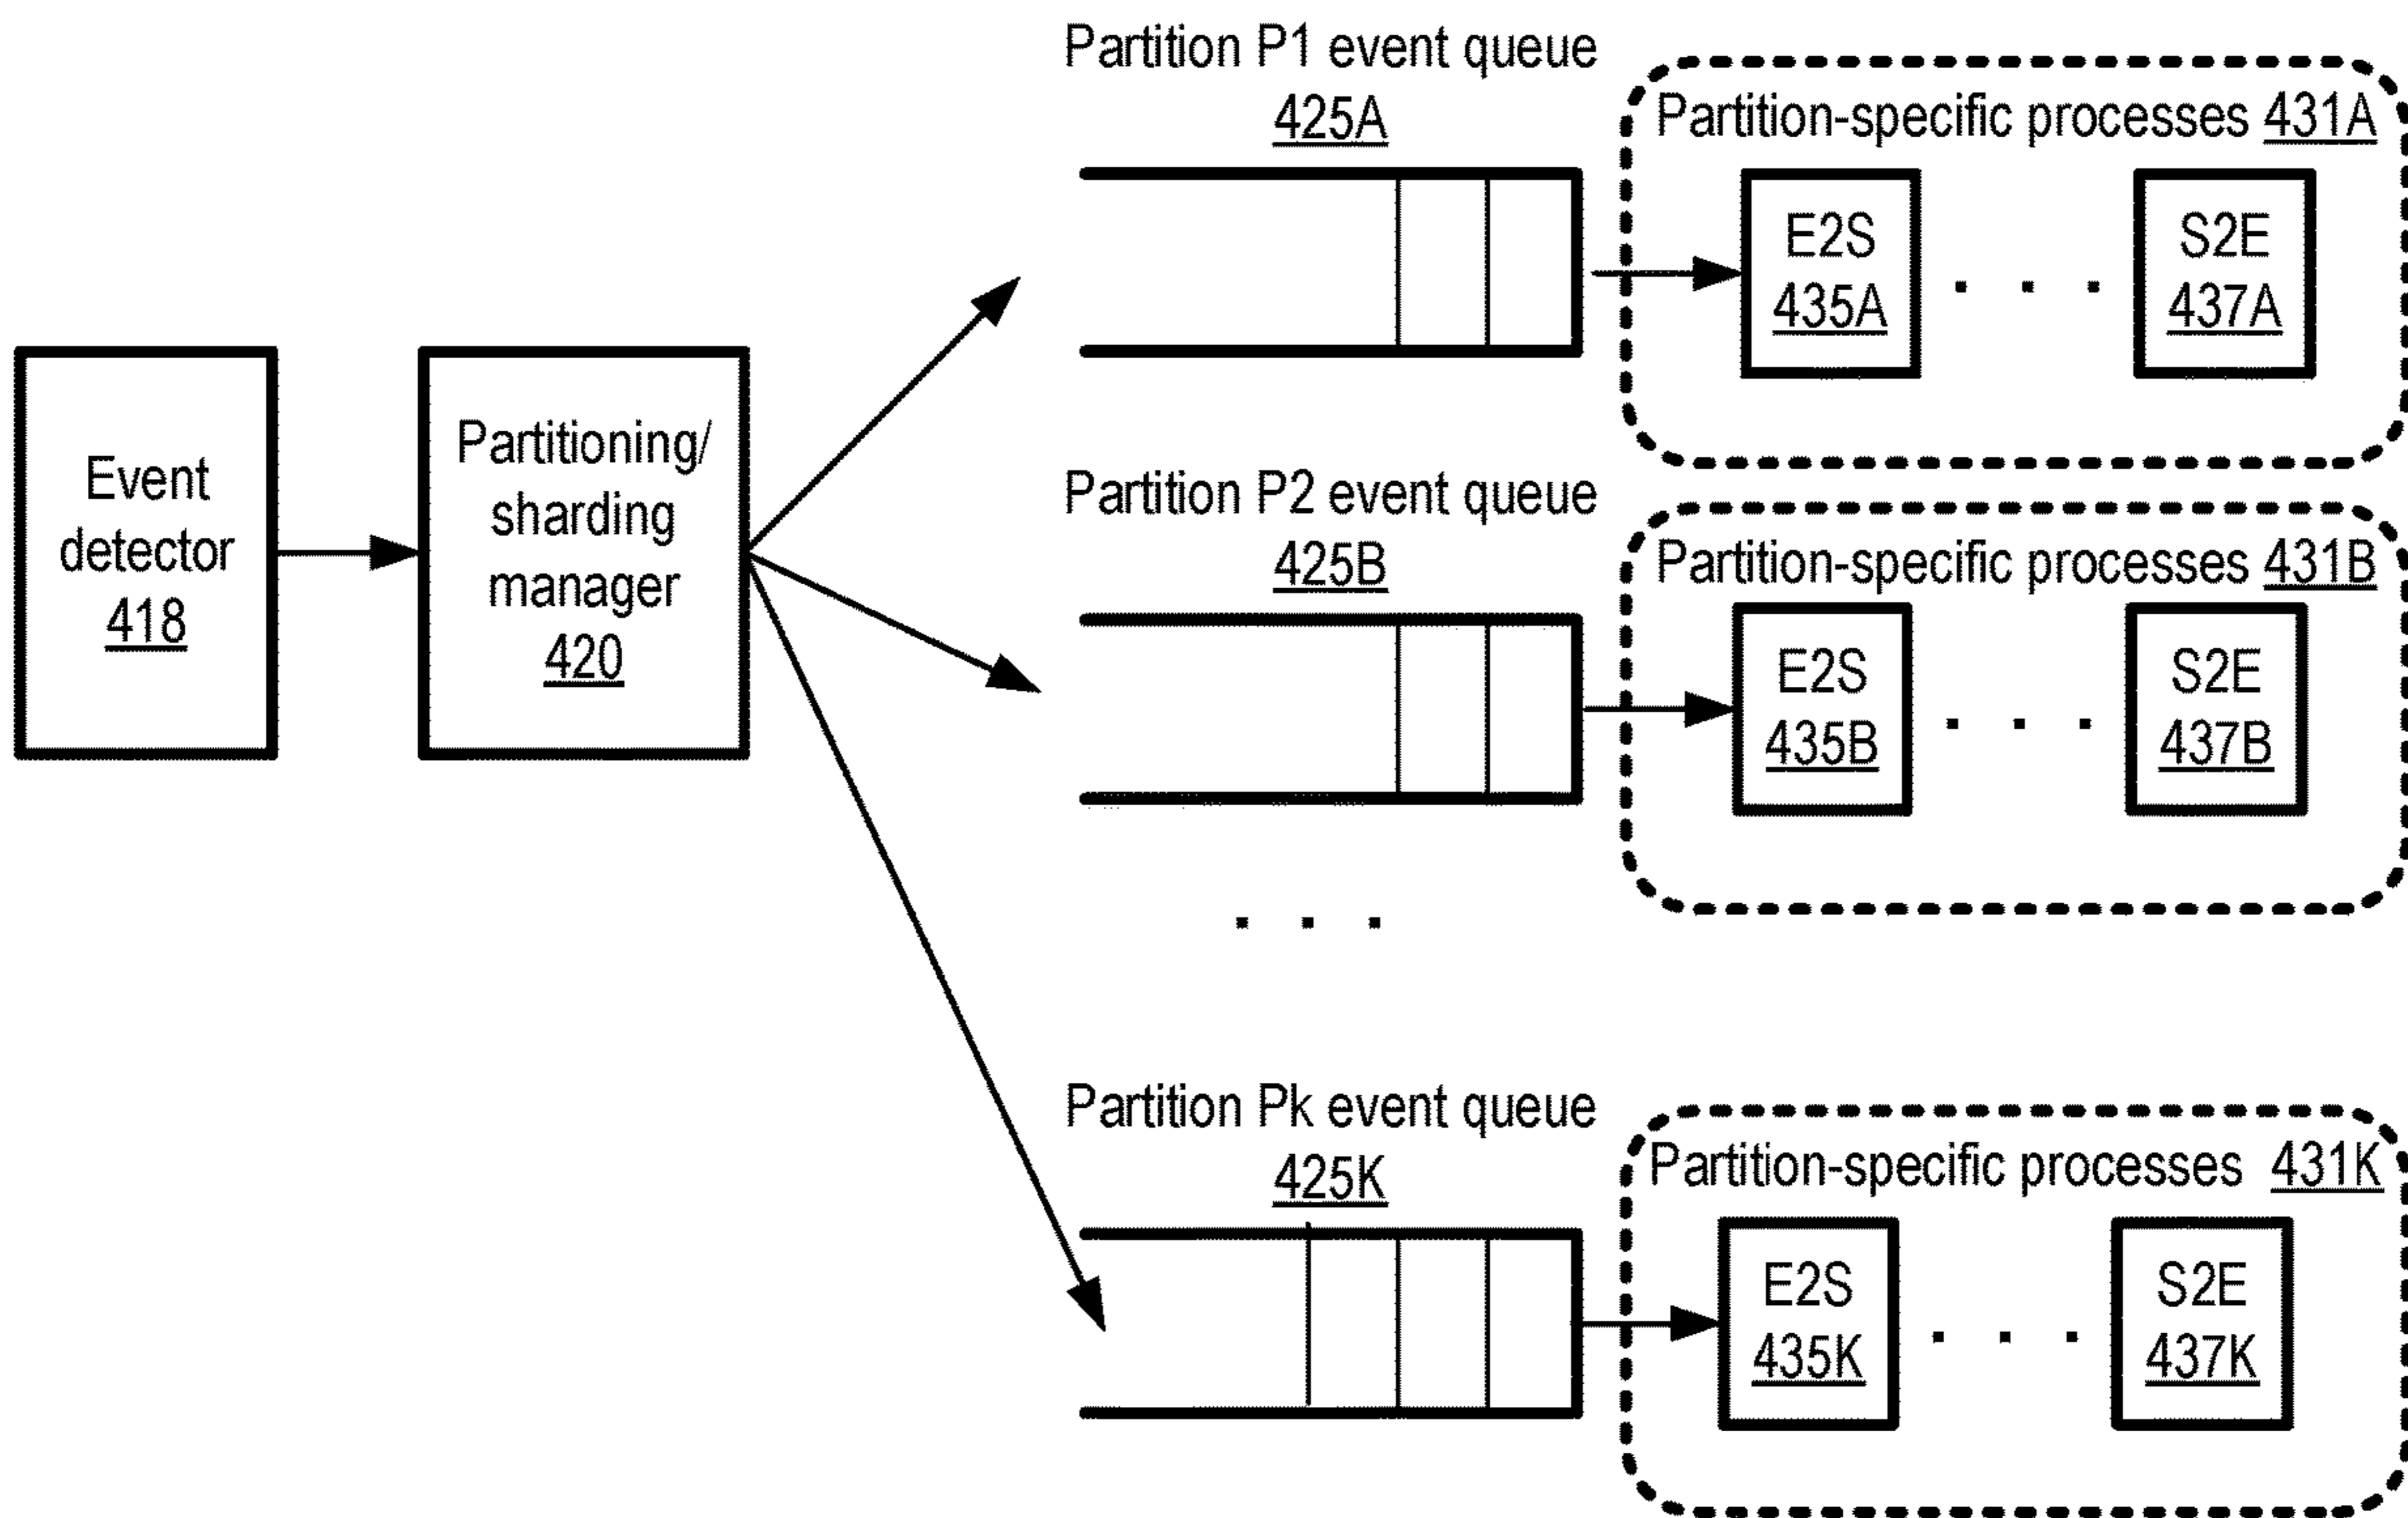 Event
detector
418
Partitioning/
sharding
manager
420
Partition P1 event queue
425A
Partition-specific processes 431A
E2S
435A
. . .
S2E
437A
Partition P2 event queue
425B
Partition-specific processes 431B
E2S
435B
. . .
S2E
437B
. . .
Partition Pk event queue
425K
Partition-specific processes 431K
E2S
435K
. . .
S2E
437K